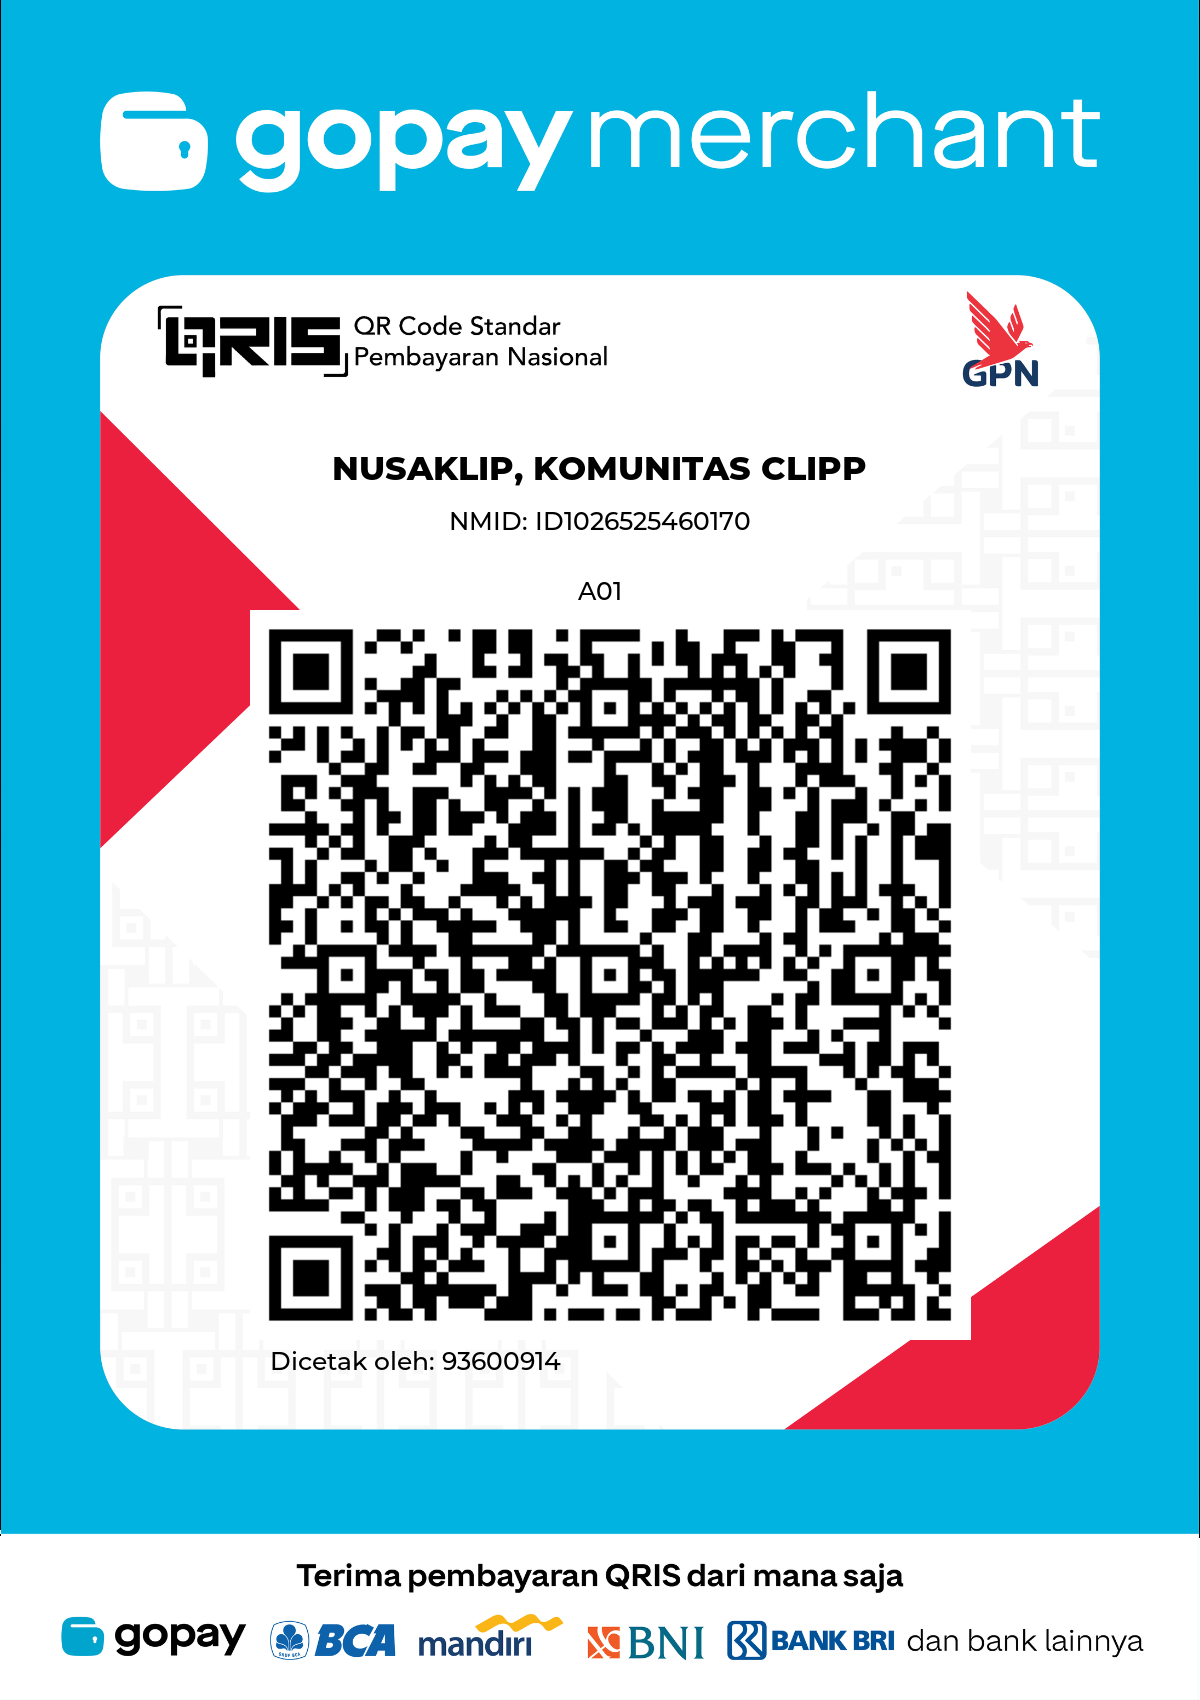 gopay merchant
QRIS QR Code Standar
Pembayaran Nasional
GPN
NUSAKLIP, KOMUNITAS CLIPP
NMID: ID1026525460170
A01
Dicetak oleh: 93600914
Terima pembayaran QRIS dari mana saja
gopay BCA mandiri BNI BANK BRI dan bank lainnya